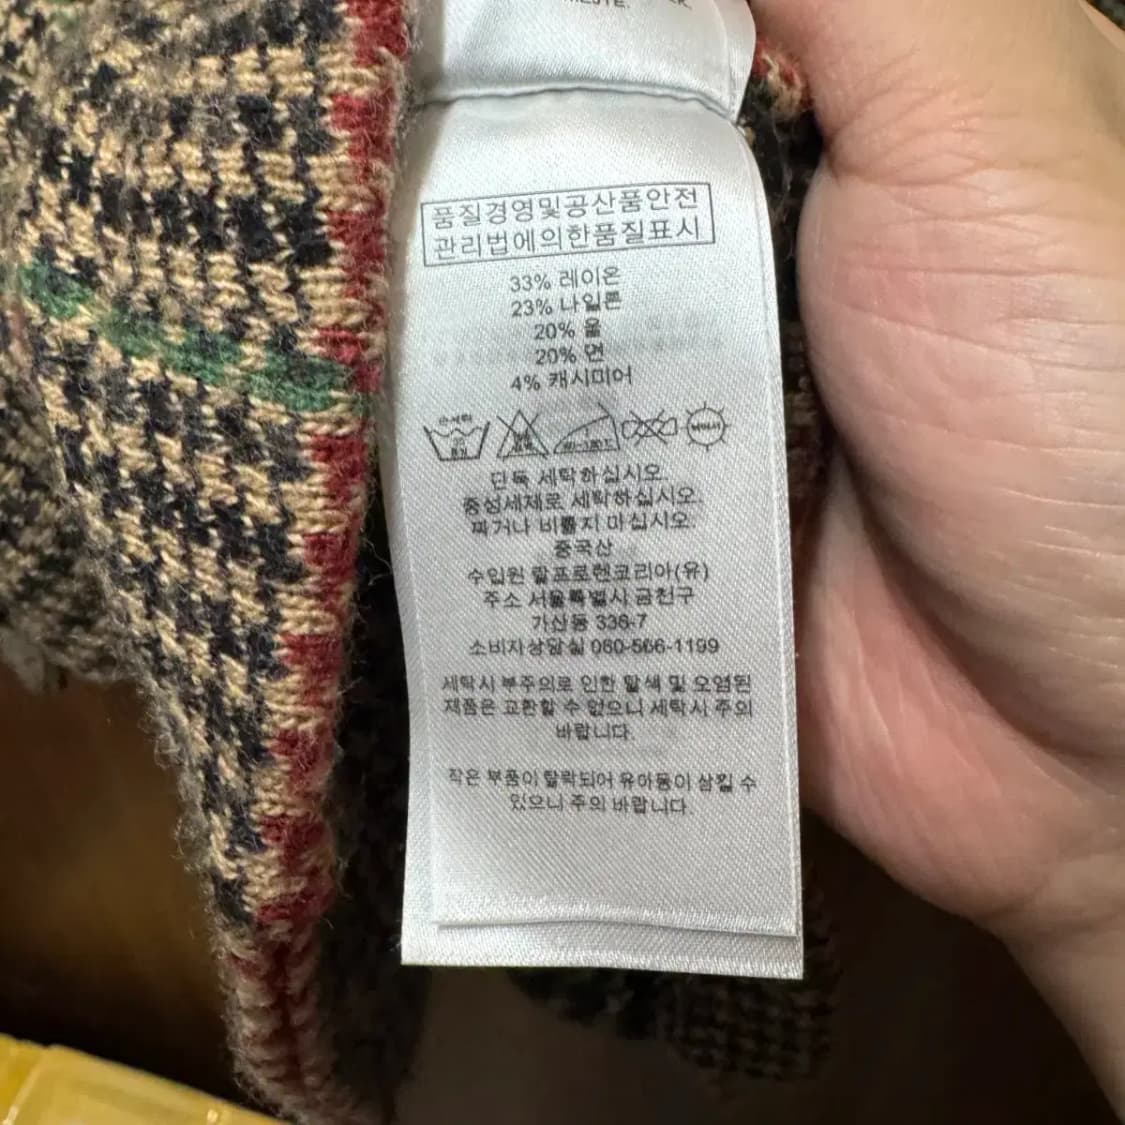 품질경영및공산품안전
관리법에의한품질표시
33% 레이온
23% 나일론
20% 울
20% 면
4% 캐시미어
손세탁
중성
단독 세탁하십시오.
중성세제로 세탁하십시오.
짜거나 비틀지 마십시오.
중국산
수입원 랄프로렌코리아(유)
주소 서울특별시 금천구
가산동 336-7
소비자상담실 080-566-1199
세탁시 부주의로 인한 탈색 및 오염된
제품은 교환할 수 없으니 세탁시 주의
바랍니다.
작은 부품이 탈락되어 유아동이 삼킬 수
있으니 주의 바랍니다.